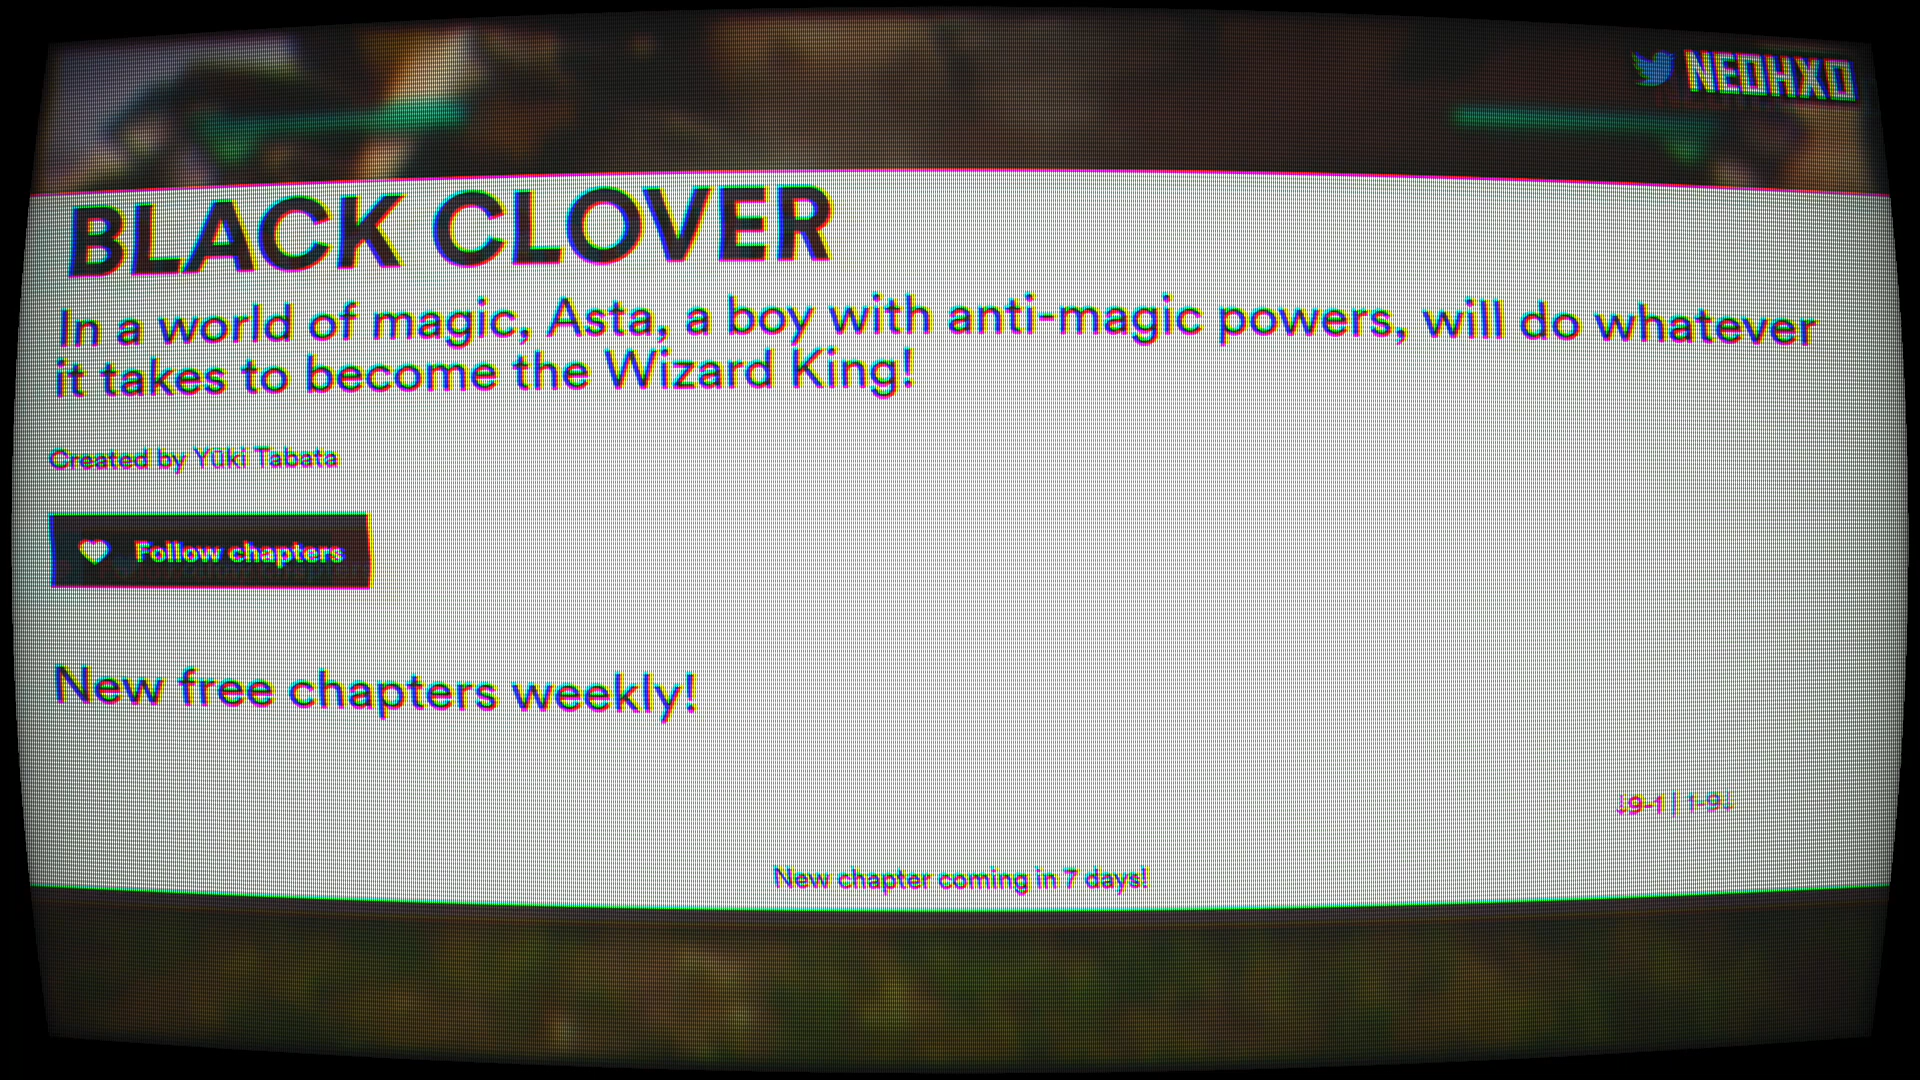 NEOHXO
BLACK CLOVER
In a world of magic, Asta, a boy with anti-magic powers, will do whatever
it takes to become the Wizard King!
Created by Yūki Tabata
Follow chapters
New free chapters weekly!
↓9-1 | 1-9↓
New chapter coming in 7 days!